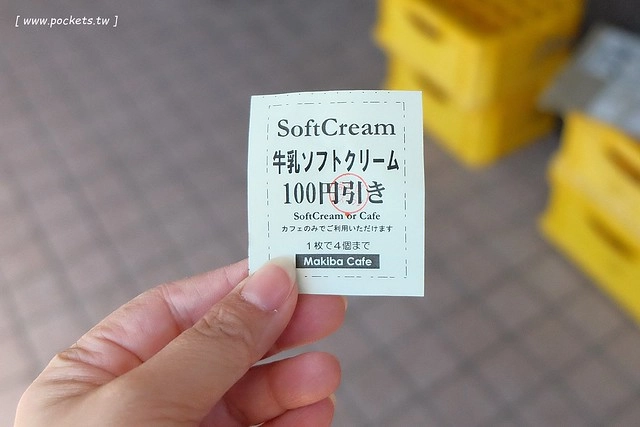 [ www.pockets.tw ]
SoftCream
牛乳ソフトクリーム
100円引き
SoftCream or Cafe
カフェのみでご利用いただけます
1枚で4個まで
Makiba Cafe